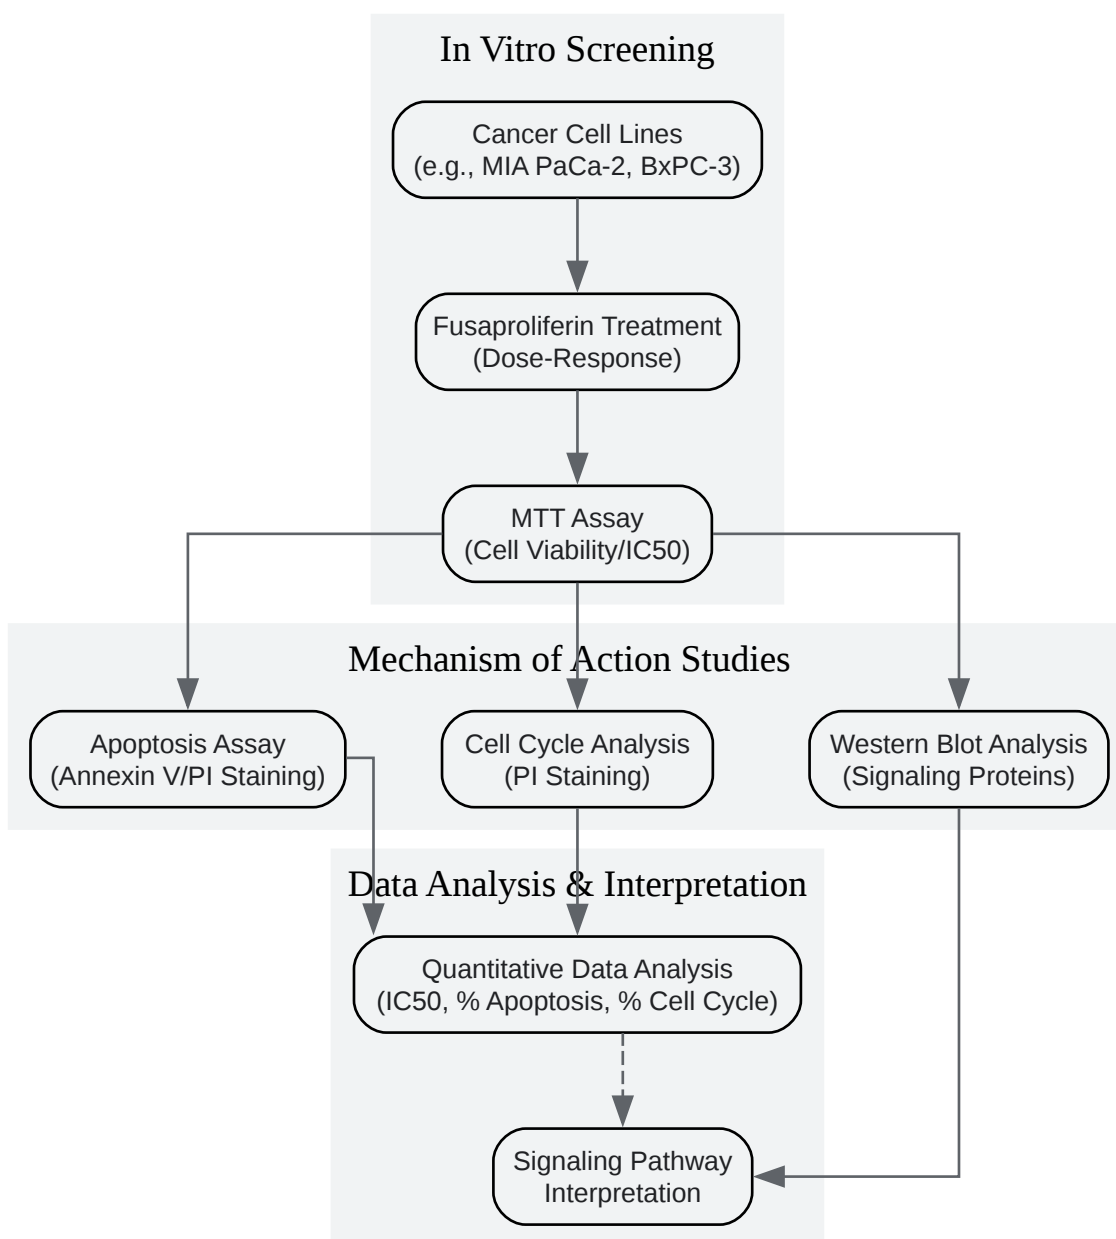 In Vitro Screening
Cancer Cell Lines
(e.g., MIA PaCa-2, BxPC-3)
Fusaproliferin Treatment
(Dose-Response)
MTT Assay
(Cell Viability/IC50)
Mechanism of Action Studies
Apoptosis Assay
(Annexin V/PI Staining)
Cell Cycle Analysis
(PI Staining)
Western Blot Analysis
(Signaling Proteins)
Data Analysis & Interpretation
Quantitative Data Analysis
(IC50, % Apoptosis, % Cell Cycle)
Signaling Pathway
Interpretation